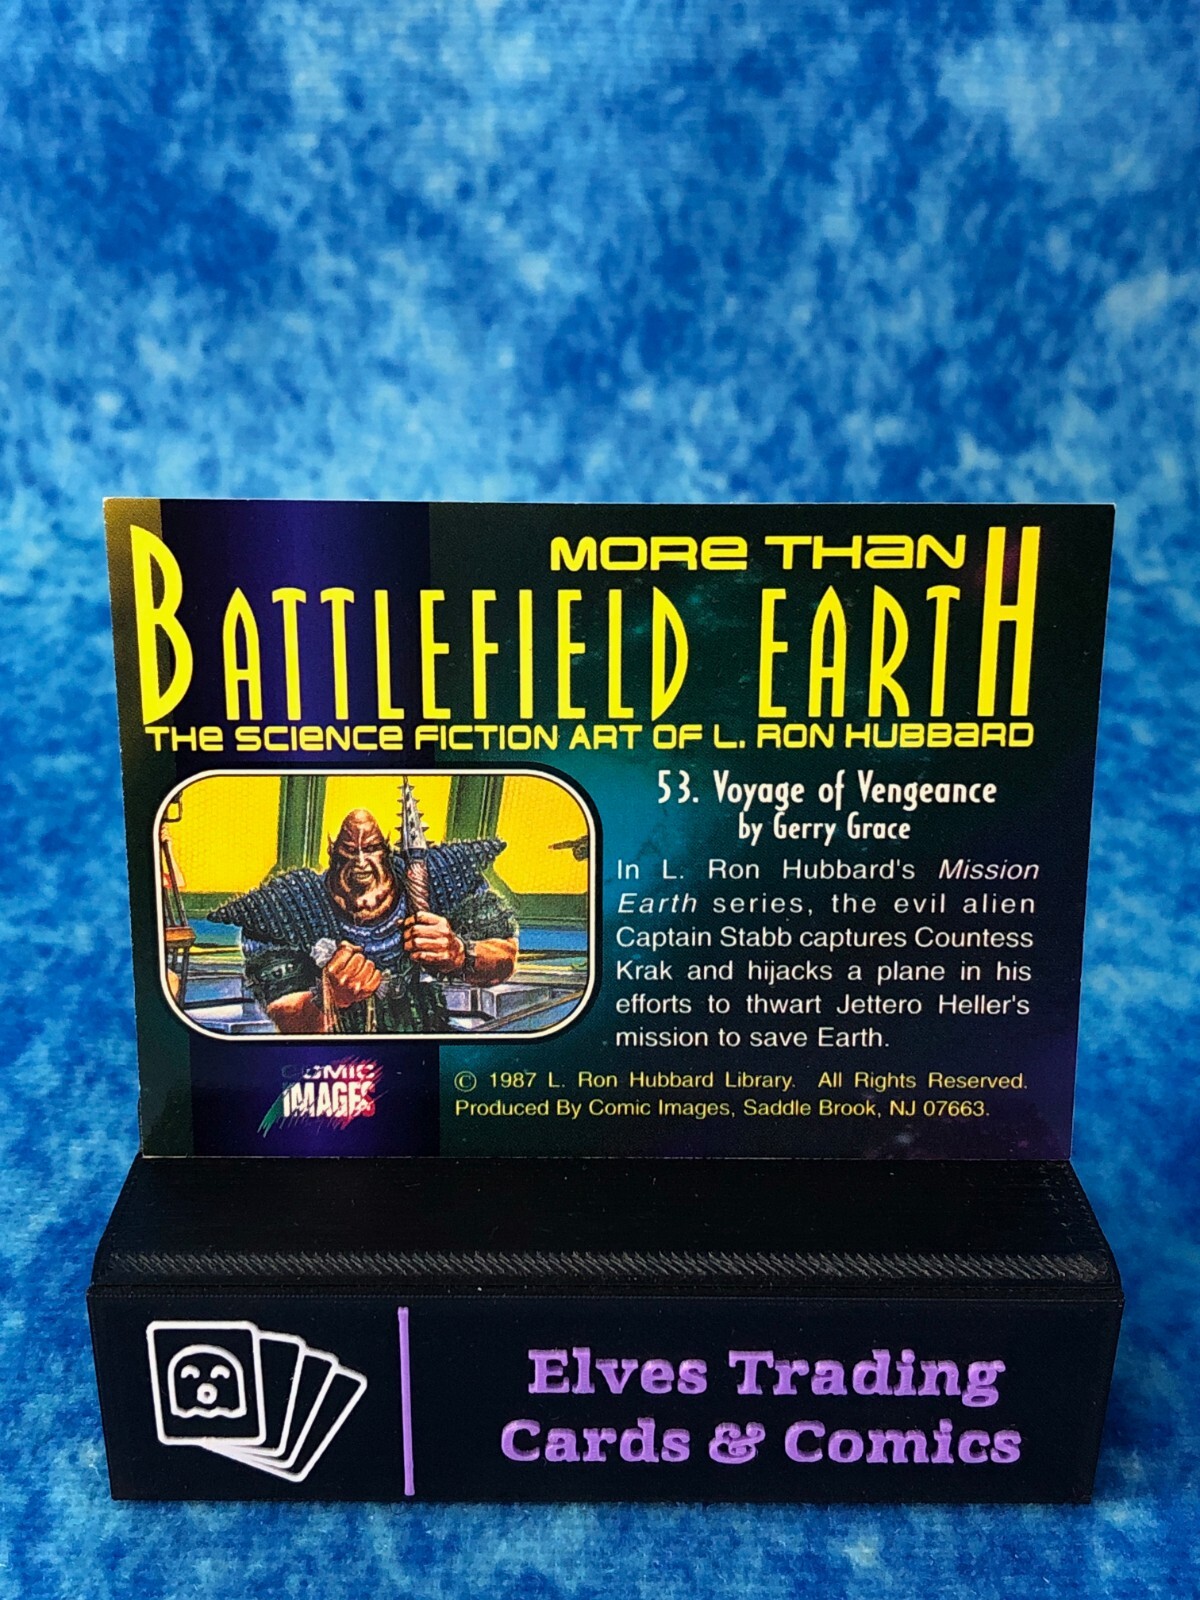 MORE THAN
BATTLEFIELD EARTH
THE SCIENCE FICTION ART OF L. RON HUBBARD
53. Voyage of Vengeance
by Gerry Grace
In L. Ron Hubbard's Mission
Earth series, the evil alien
Captain Stabb captures Countess
Krak and hijacks a plane in his
efforts to thwart Jettero Heller's
mission to save Earth.
COMIC
IMAGES
© 1987 L. Ron Hubbard Library. All Rights Reserved.
Produced By Comic Images, Saddle Brook, NJ 07663.
Elves Trading
Cards & Comics